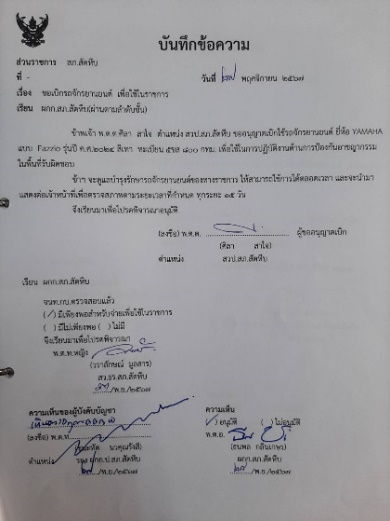 บันทึกข้อความ
ส่วนราชการ สภ.สัตหีบ
ที่ - วันที่ พฤศจิกายน ๒๕๖๗
เรื่อง ขอเบิกรถจักรยานยนต์ เพื่อใช้ในราชการ
เรียน ผกก.สภ.สัตหีบ(ผ่านตามลำดับชั้น)
ข้าพเจ้า พ.ต.ต.ศิลา สาใจ ตำแหน่ง สวป.สภ.สัตหีบ ขออนุญาตเบิกใช้รถจักรยานยนต์ ยี่ห้อ YAMAHA
แบบ Fazzio รุ่นปี ค.ศ.๒๐๒๔ สีเทา ทะเบียน ๘๐๐ กทม. เพื่อใช้ในการปฏิบัติงานด้านการป้องกันอาชญากรรม
ในพื้นที่รับผิดชอบ
ข้าฯ จะดูแลบำรุงรักษารถจักรยานยนต์ของทางราชการ ให้สามารถใช้การได้ตลอดเวลา และจะนำมา
แสดงต่อเจ้าหน้าที่เพื่อตรวจสภาพตามระยะเวลาที่กำหนด ทุกระยะ ๑๕ วัน
จึงเรียนมาเพื่อโปรดพิจารณาอนุมัติ
(ลงชื่อ) พ.ต.ต. ผู้ขออนุญาตเบิก
(ศิลา สาใจ)
ตำแหน่ง สวป.สภ.สัตหีบ
เรียน ผกก.สภ.สัตหีบ
จนท.กบ.ตรวจสอบแล้ว
(/) มีเพียงพอสำหรับจ่ายเพื่อใช้ในราชการ
( ) มีไม่เพียงพอ ( ) ไม่มี
จึงเรียนมาเพื่อโปรดพิจารณา
พ.ต.ท.หญิง
(วราลักษณ์ มูลสาร)
สว.อก.สภ.สัตหีบ
/พ.ย./๒๕๖๗
ความเห็นของผู้บังคับบัญชา ความเห็น
(/) อนุมัติ ( ) ไม่อนุมัติ
(ลงชื่อ) พ.ต.ท. พ.ต.อ.
นวคุณรังสี) (ธนพล กลิ่นเกษร)
ตำแหน่ง รอง ผกก.ป.สภ.สัตหีบ ผกก.สภ.สัตหีบ
/พ.ย./๒๕๖๗ /พ.ย./๒๕๖๗